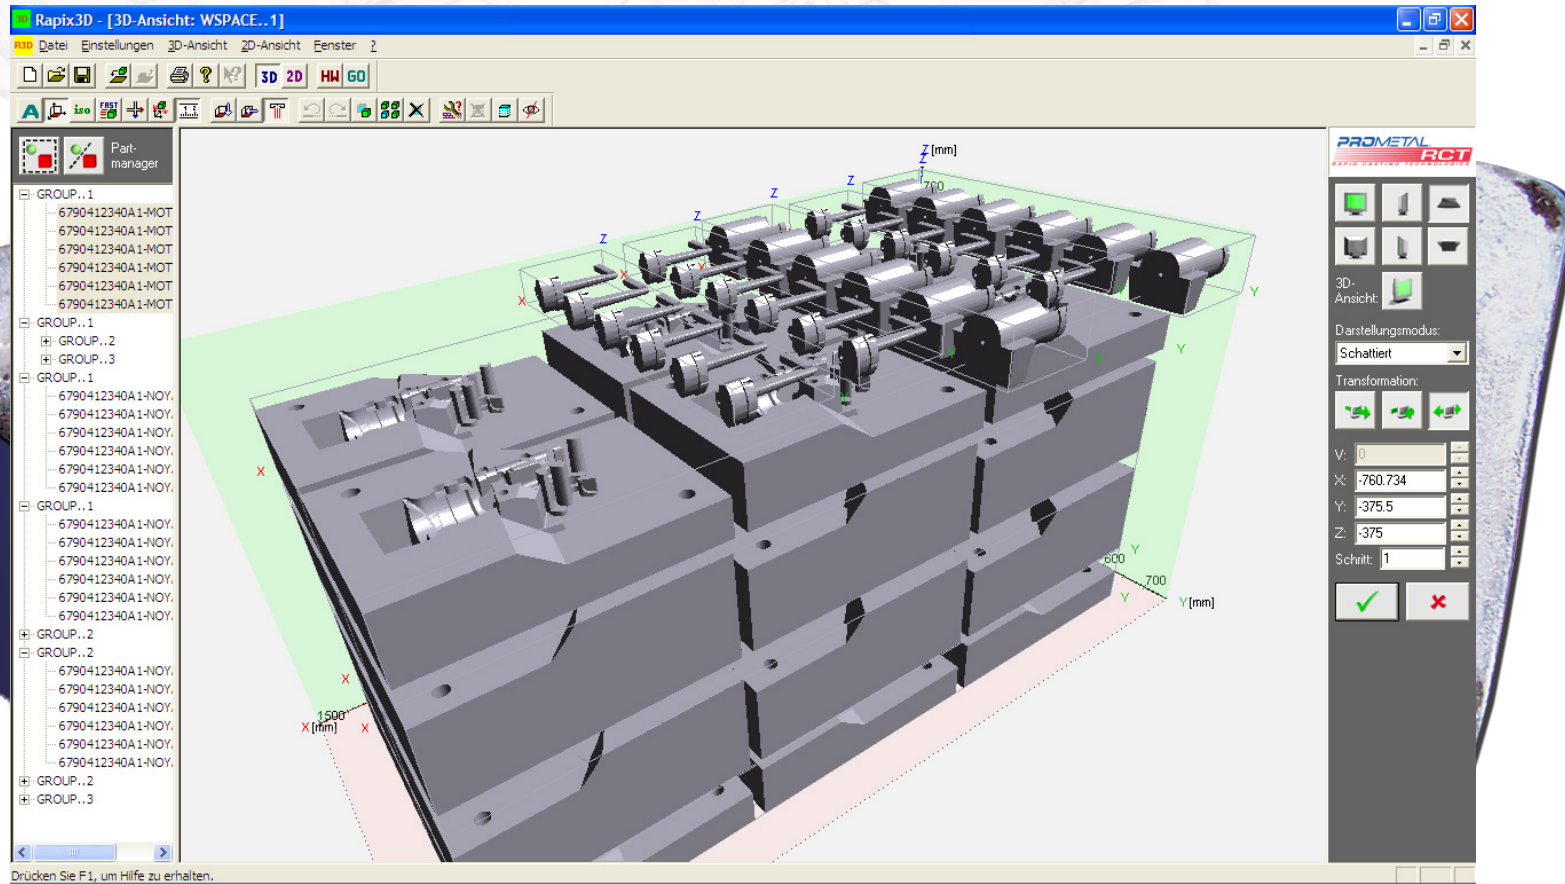 3D Rapix3D - [3D-Ansicht: WSPACE..1]
R3D Datei Einstellungen 3D-Ansicht 2D-Ansicht Fenster ?
3D 2D HW GO
A iso FAST
Part-
manager
GROUP..1
6790412340A1-MOT
6790412340A1-MOT
6790412340A1-MOT
6790412340A1-MOT
6790412340A1-MOT
6790412340A1-MOT
GROUP..1
GROUP..2
GROUP..3
GROUP..1
6790412340A1-NOY
6790412340A1-NOY
6790412340A1-NOY
6790412340A1-NOY
6790412340A1-NOY
6790412340A1-NOY
GROUP..1
6790412340A1-NOY
6790412340A1-NOY
6790412340A1-NOY
6790412340A1-NOY
6790412340A1-NOY
6790412340A1-NOY
GROUP..2
GROUP..2
6790412340A1-NOY
6790412340A1-NOY
6790412340A1-NOY
6790412340A1-NOY
6790412340A1-NOY
6790412340A1-NOY
GROUP..2
GROUP..3
Z [mm]
Z
700
Z
Z
Z
Z
X
X
X
Y
Y
Y
Y
Y
Y
X
600
Y
700
Y
Y [mm]
X
1500
X [mm]
X
PROMETAL
RCT
RAPID CASTING TECHNOLOGIES
3D-
Ansicht:
Darstellungsmodus:
Schattiert
Transformation:
V: 0
X: -760.734
Y: -375.5
Z: -375
Schritt: 1
Drücken Sie F1, um Hilfe zu erhalten.